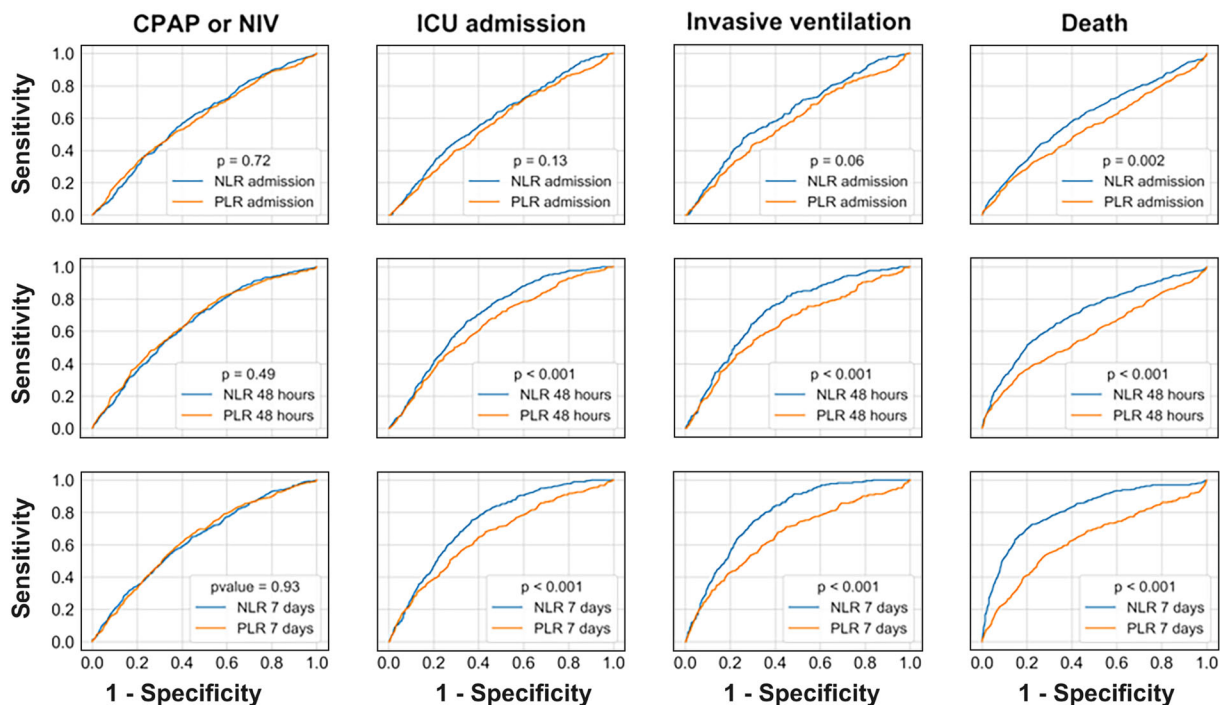 CPAP or NIV
ICU admission
Invasive ventilation
Death
Sensitivity
1.0
0.8
0.6
0.4
0.2
0.0
p = 0.72
NLR admission
PLR admission
p = 0.13
NLR admission
PLR admission
p = 0.06
NLR admission
PLR admission
p = 0.002
NLR admission
PLR admission
Sensitivity
1.0
0.8
0.6
0.4
0.2
0.0
p = 0.49
NLR 48 hours
PLR 48 hours
p < 0.001
NLR 48 hours
PLR 48 hours
p < 0.001
NLR 48 hours
PLR 48 hours
p < 0.001
NLR 48 hours
PLR 48 hours
Sensitivity
1.0
0.8
0.6
0.4
0.2
0.0
pvalue = 0.93
NLR 7 days
PLR 7 days
p < 0.001
NLR 7 days
PLR 7 days
p < 0.001
NLR 7 days
PLR 7 days
p < 0.001
NLR 7 days
PLR 7 days
0.0 0.2 0.4 0.6 0.8 1.0
0.0 0.2 0.4 0.6 0.8 1.0
0.0 0.2 0.4 0.6 0.8 1.0
0.0 0.2 0.4 0.6 0.8 1.0
1 - Specificity
1 - Specificity
1 - Specificity
1 - Specificity